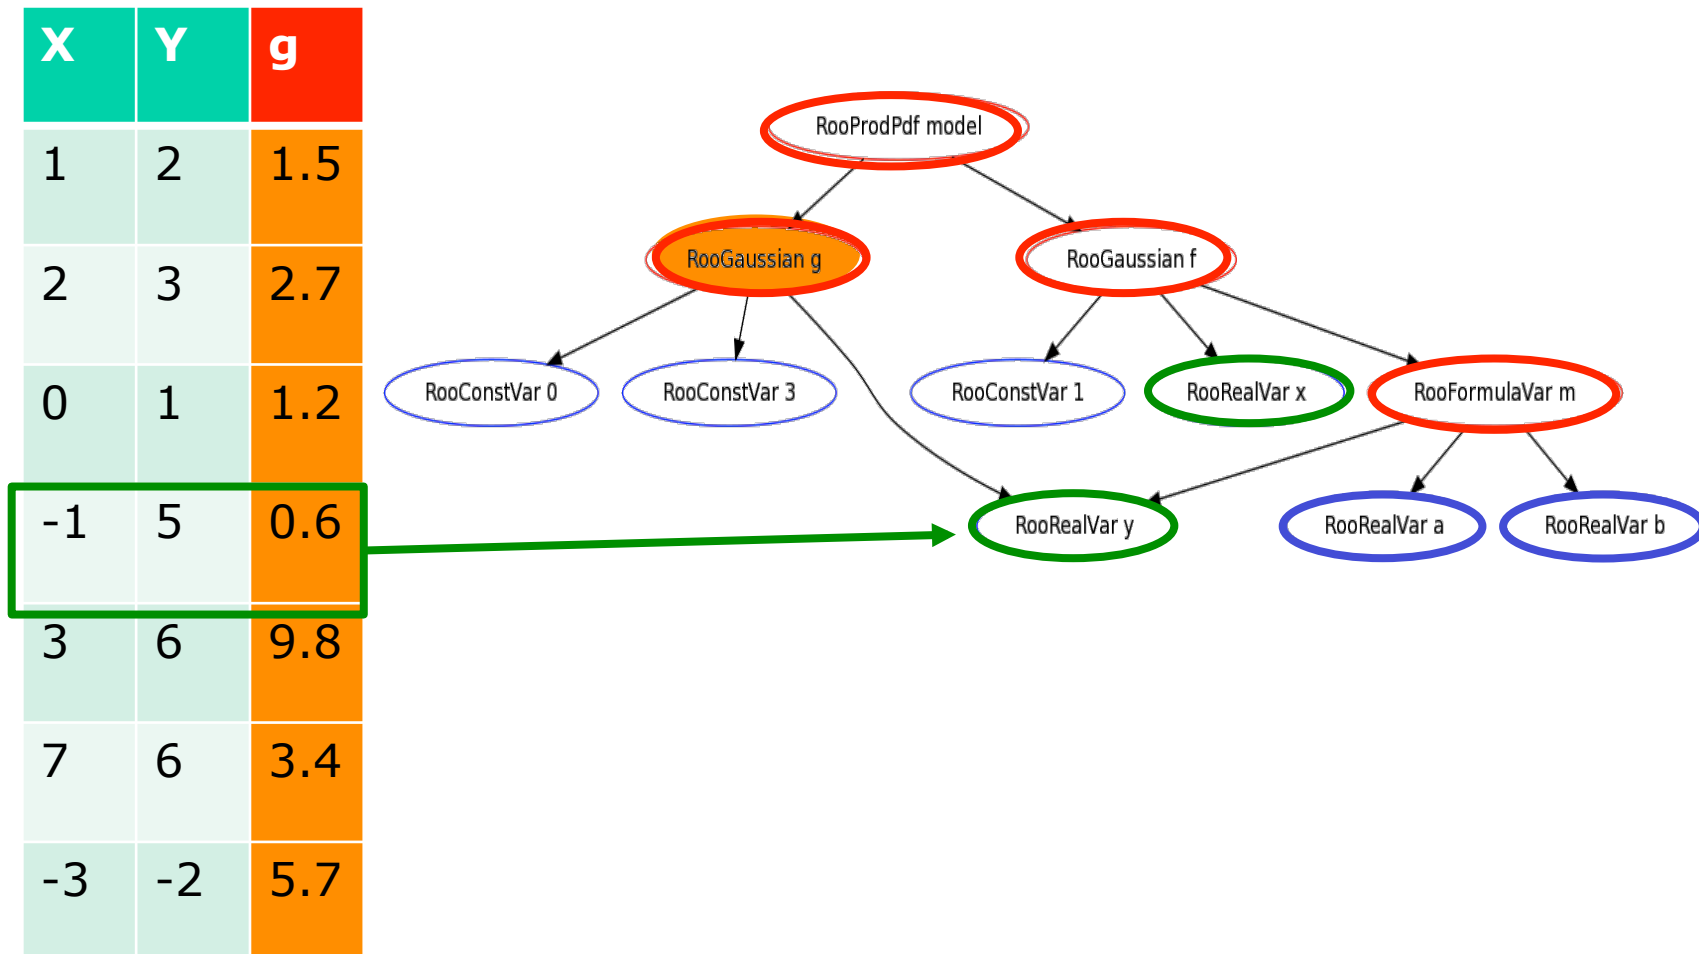 X Y g
1 2 1.5
2 3 2.7
0 1 1.2
-1 5 0.6
3 6 9.8
7 6 3.4
-3 -2 5.7
RooProdPdf model
RooGaussian g RooGaussian f
RooConstVar 0 RooConstVar 3 RooConstVar 1 RooRealVar x RooFormulaVar m
RooRealVar y RooRealVar a RooRealVar b